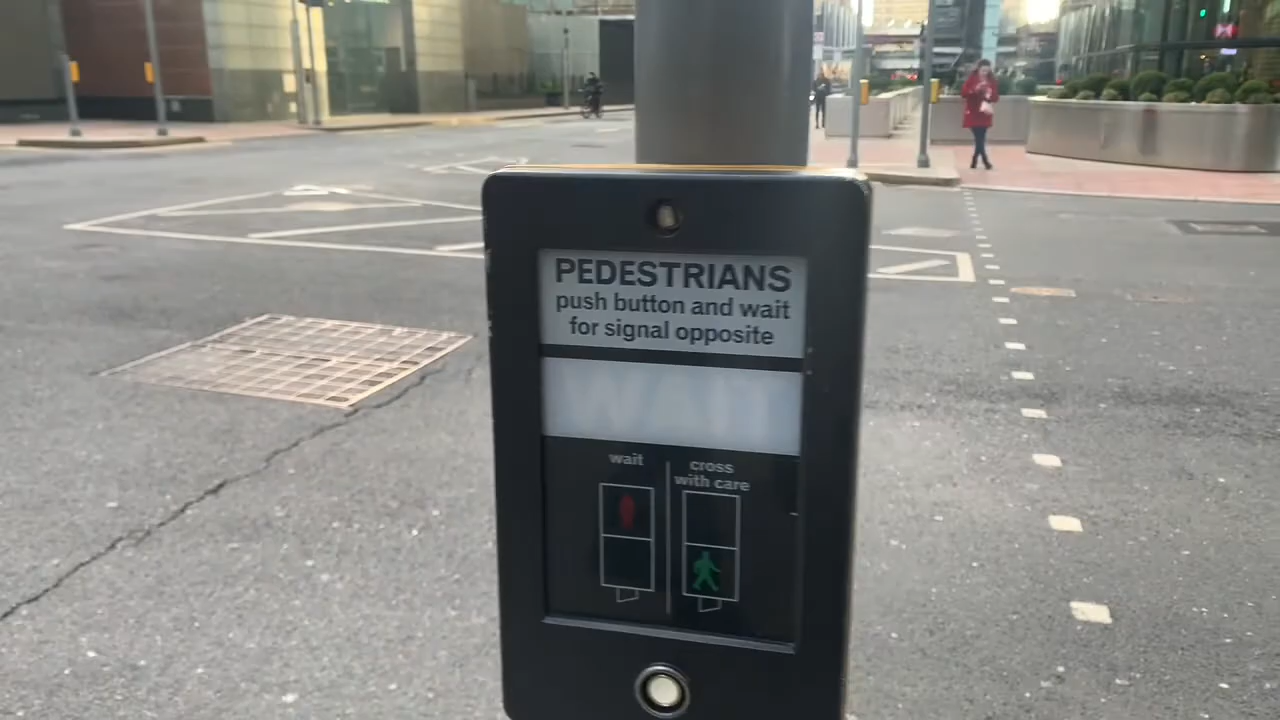 PEDESTRIANS
push button and wait
for signal opposite
WAIT
wait
cross
with care